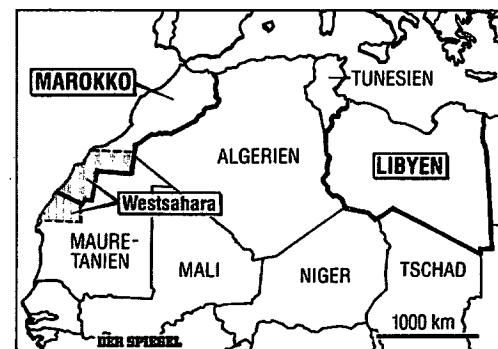 MAROKKO
TUNESIEN
ALGERIEN
LIBYEN
Westsahara
MAURE-
TANIEN
MALI
NIGER
TSCHAD
1000 km
DER SPIEGEL